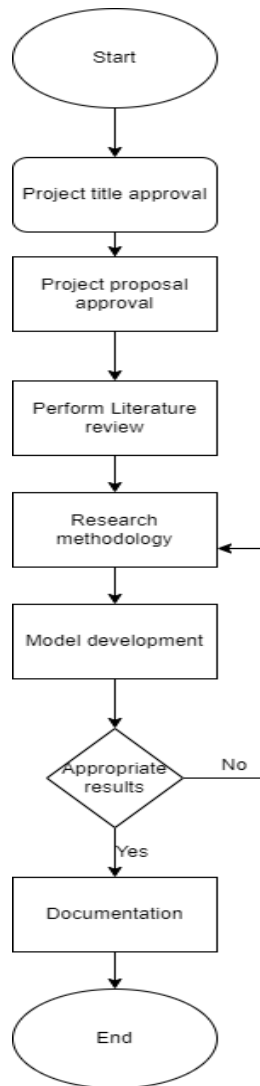 Start
Project title approval
Project proposal
approval
Perform Literature
review
Research
methodology
Model development
Appropriate
results
No
Yes
Documentation
End